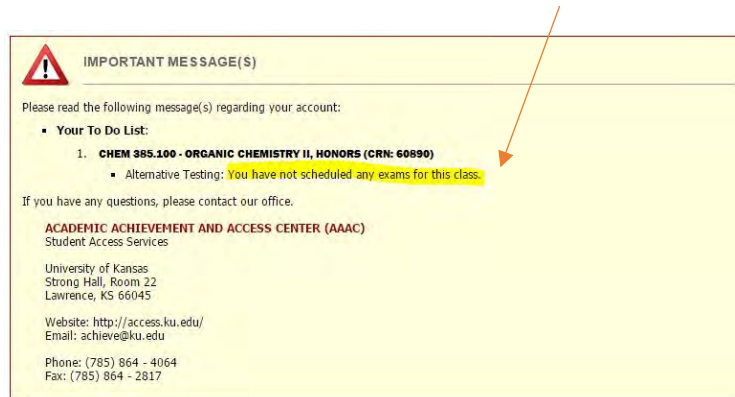 IMPORTANT MESSAGE(S)
Please read the following message(s) regarding your account:
▪ Your To Do List:
1. CHEM 385.100 - ORGANIC CHEMISTRY II, HONORS (CRN: 60890)
▪ Alternative Testing: You have not scheduled any exams for this class.
If you have any questions, please contact our office.
ACADEMIC ACHIEVEMENT AND ACCESS CENTER (AAAC)
Student Access Services
University of Kansas
Strong Hall, Room 22
Lawrence, KS 66045
Website: http://access.ku.edu/
Email: achieve@ku.edu
Phone: (785) 864 - 4064
Fax: (785) 864 - 2817